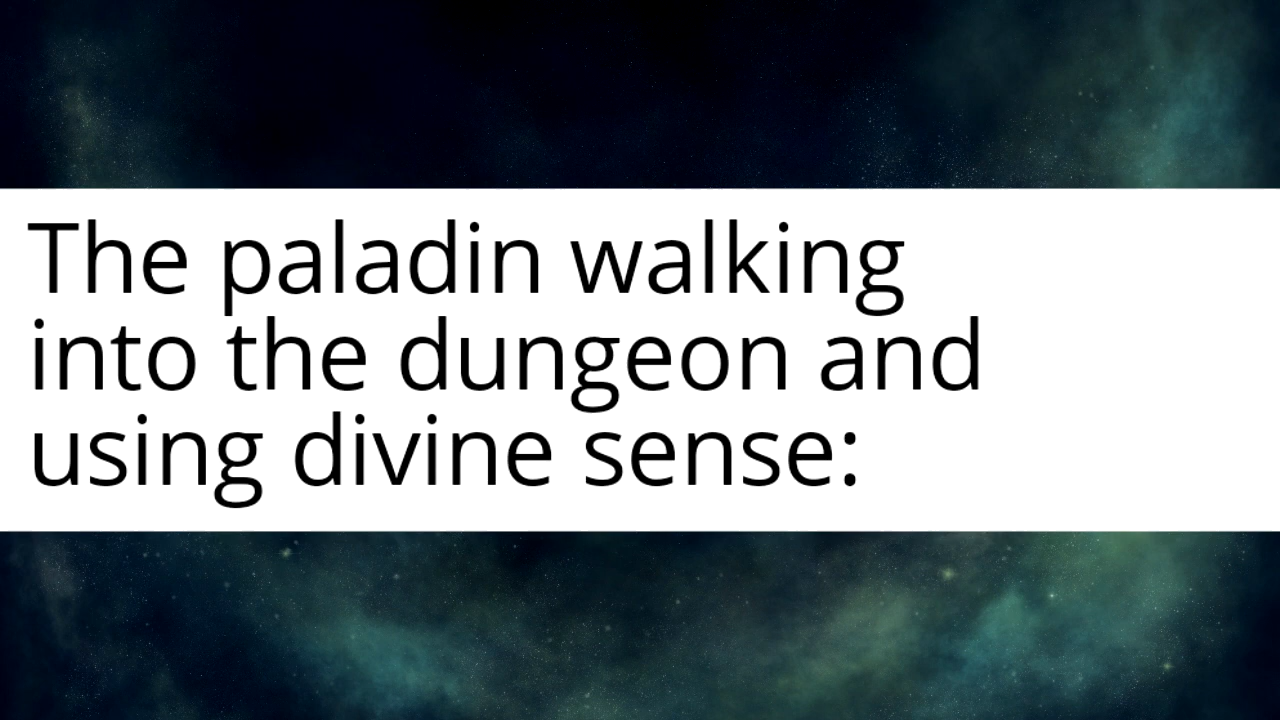 The paladin walking
into the dungeon and
using divine sense: